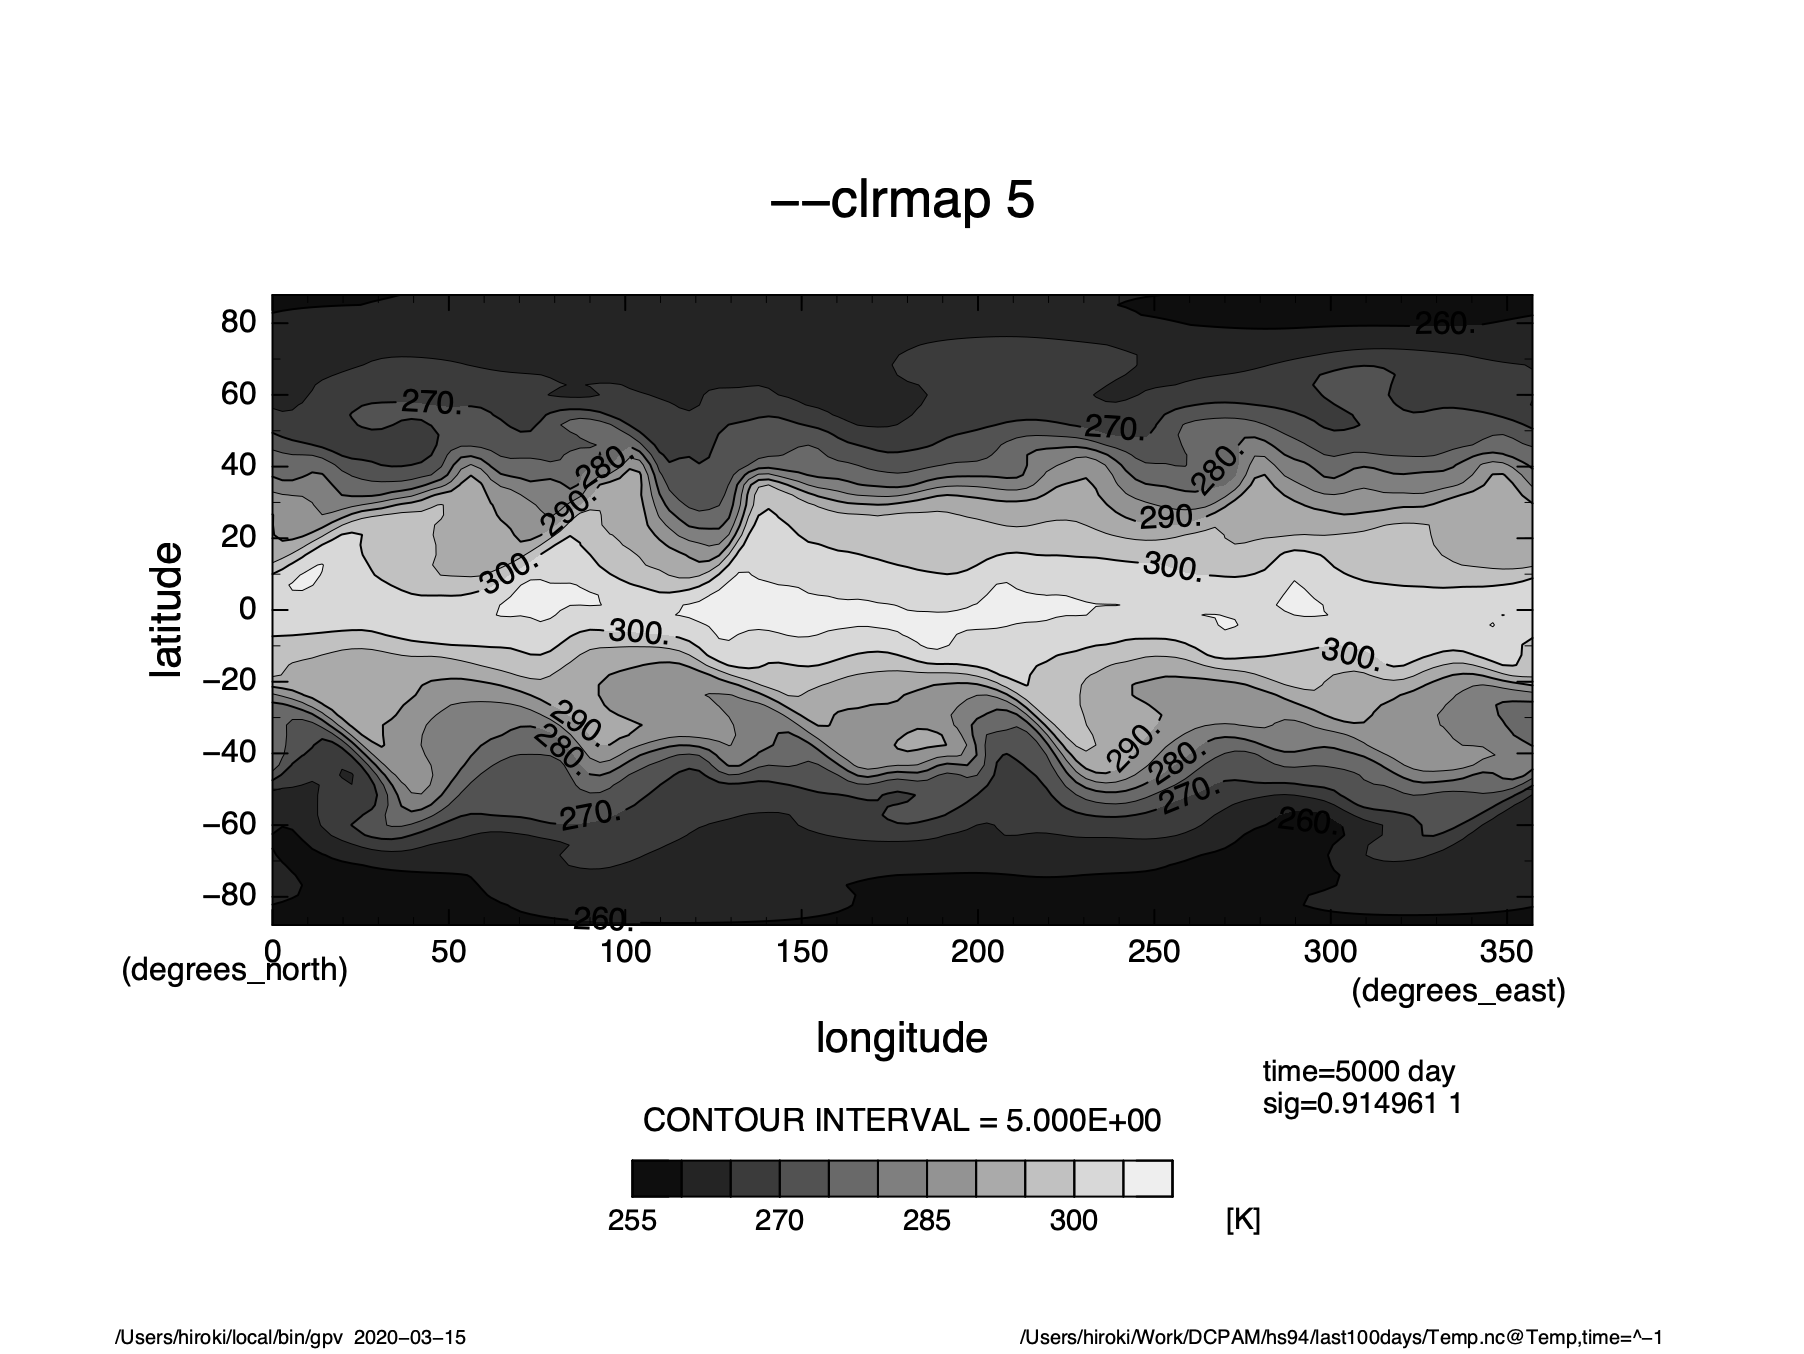 −−clrmap 5
80
60
40
20
0
−20
−40
−60
−80
latitude
260.
270.
270.
280.
280.
290.
290.
300.
300.
300.
300.
290.
290.
280.
280.
270.
270.
260.
260.
0 50 100 150 200 250 300 350
(degrees_north)
(degrees_east)
longitude
time=5000 day
sig=0.914961 1
CONTOUR INTERVAL = 5.000E+00
255 270 285 300 [K]
/Users/hiroki/local/bin/gpv 2020−03−15
/Users/hiroki/Work/DCPAM/hs94/last100days/Temp.nc@Temp,time=^−1